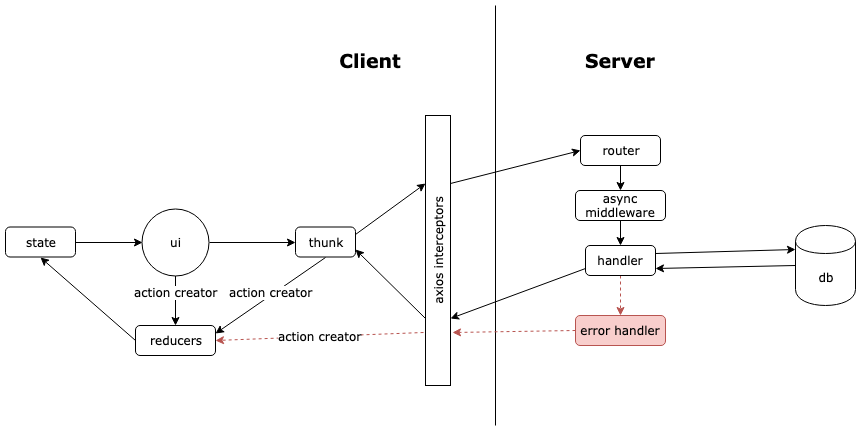 Client
Server
router
async
middleware
state
ui
thunk
axios interceptors
handler
db
action creator
action creator
reducers
action creator
error handler